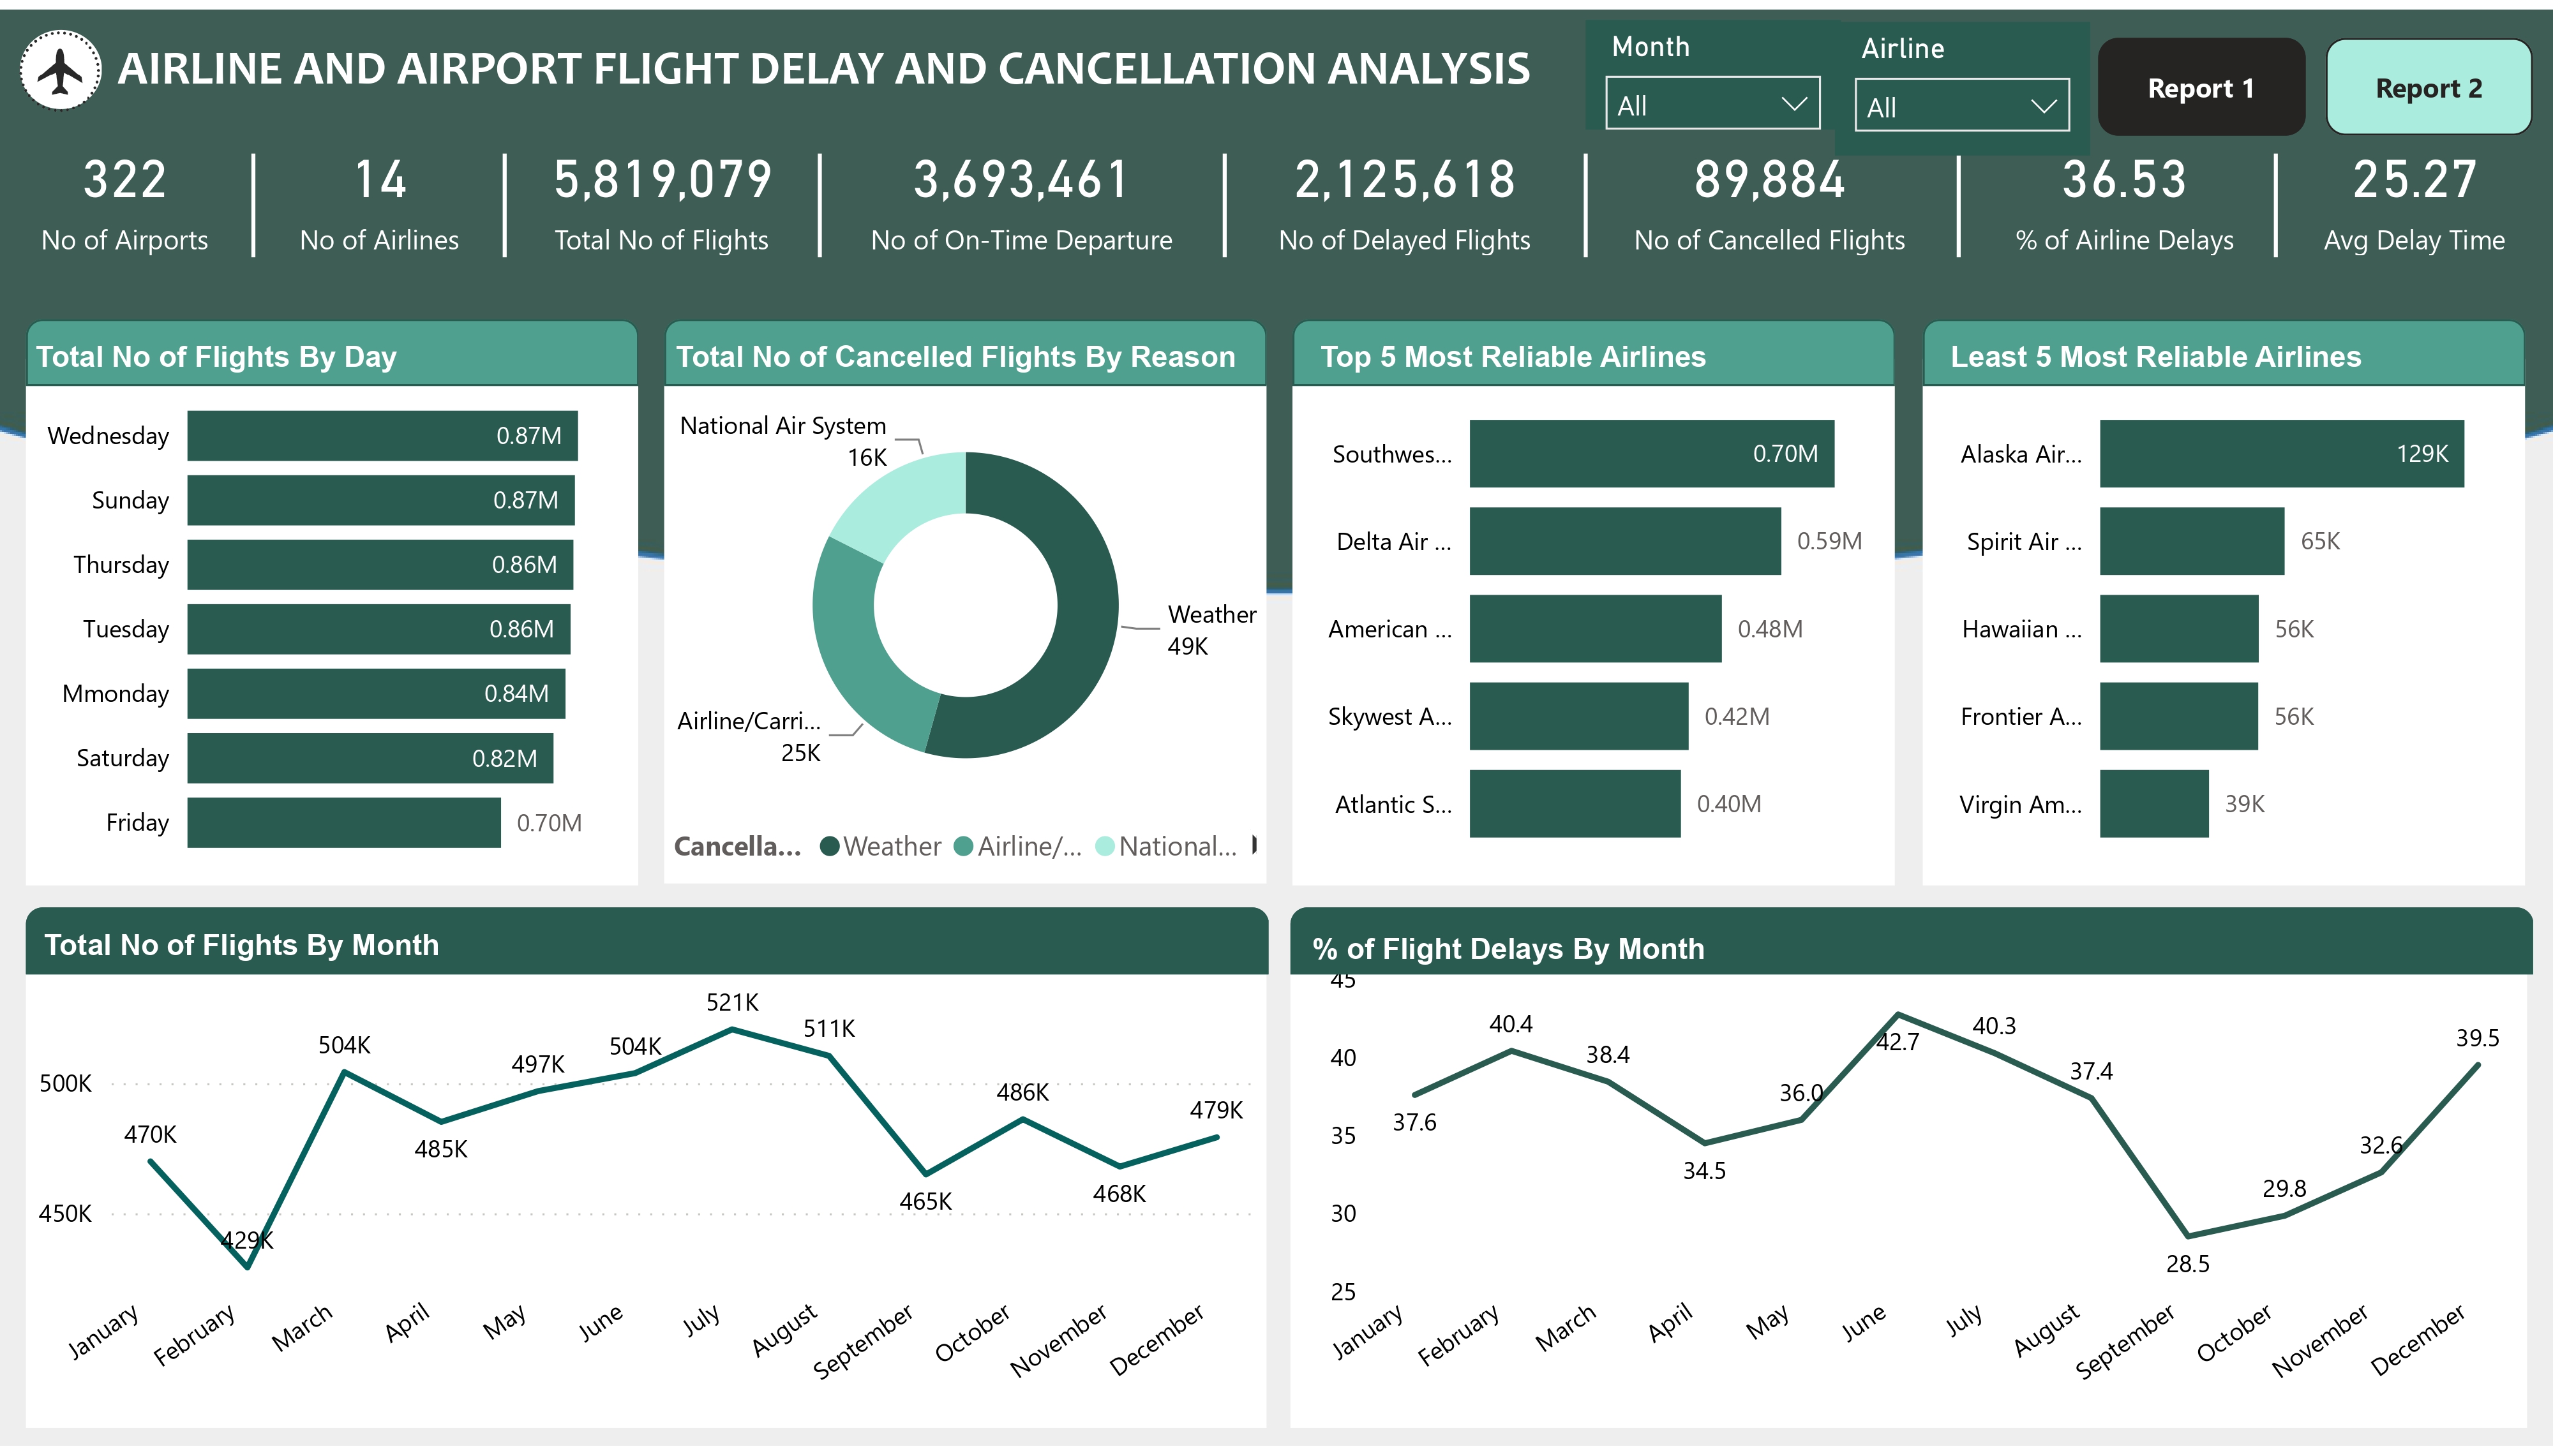 AIRLINE AND AIRPORT FLIGHT DELAY AND CANCELLATION ANALYSIS
Month
All
Airline
All
Report 1
Report 2
322
No of Airports
14
No of Airlines
5,819,079
Total No of Flights
3,693,461
No of On-Time Departure
2,125,618
No of Delayed Flights
89,884
No of Cancelled Flights
36.53
% of Airline Delays
25.27
Avg Delay Time
Total No of Flights By Day
Wednesday 0.87M
Sunday 0.87M
Thursday 0.86M
Tuesday 0.86M
Mmonday 0.84M
Saturday 0.82M
Friday 0.70M
Total No of Cancelled Flights By Reason
National Air System
16K
Weather
49K
Airline/Carri...
25K
Cancella... Weather Airline/... National...
Top 5 Most Reliable Airlines
Southwes... 0.70M
Delta Air ... 0.59M
American ... 0.48M
Skywest A... 0.42M
Atlantic S... 0.40M
Least 5 Most Reliable Airlines
Alaska Air... 129K
Spirit Air ... 65K
Hawaiian ... 56K
Frontier A... 56K
Virgin Am... 39K
Total No of Flights By Month
500K
450K
470K
429K
504K
485K
497K
504K
521K
511K
465K
486K
468K
479K
January
February
March
April
May
June
July
August
September
October
November
December
% of Flight Delays By Month
45
40
35
30
25
37.6
40.4
38.4
34.5
36.0
42.7
40.3
37.4
28.5
29.8
32.6
39.5
January
February
March
April
May
June
July
August
September
October
November
December